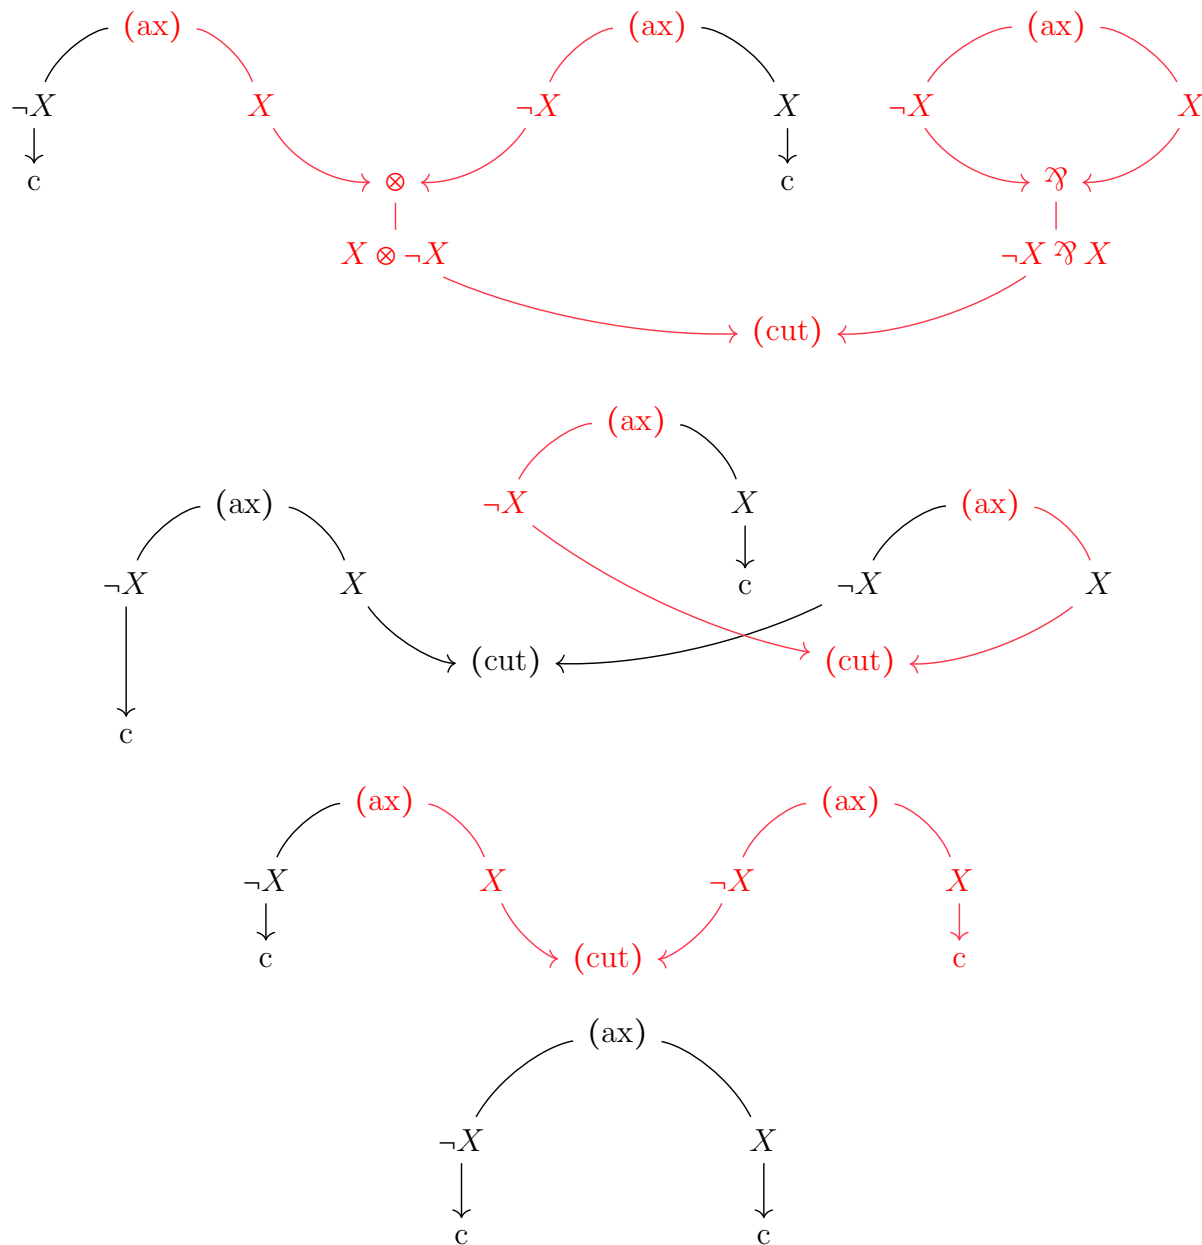 (ax) (ax) (ax)
¬X X ¬X X ¬X X
c ⊗ c ⅋
X ⊗ ¬X ¬X ⅋ X
(cut)
(ax)
(ax) ¬X X (ax)
¬X X c ¬X X
(cut) (cut)
c
(ax) (ax)
¬X X ¬X X
c (cut) c
(ax)
¬X X
c c